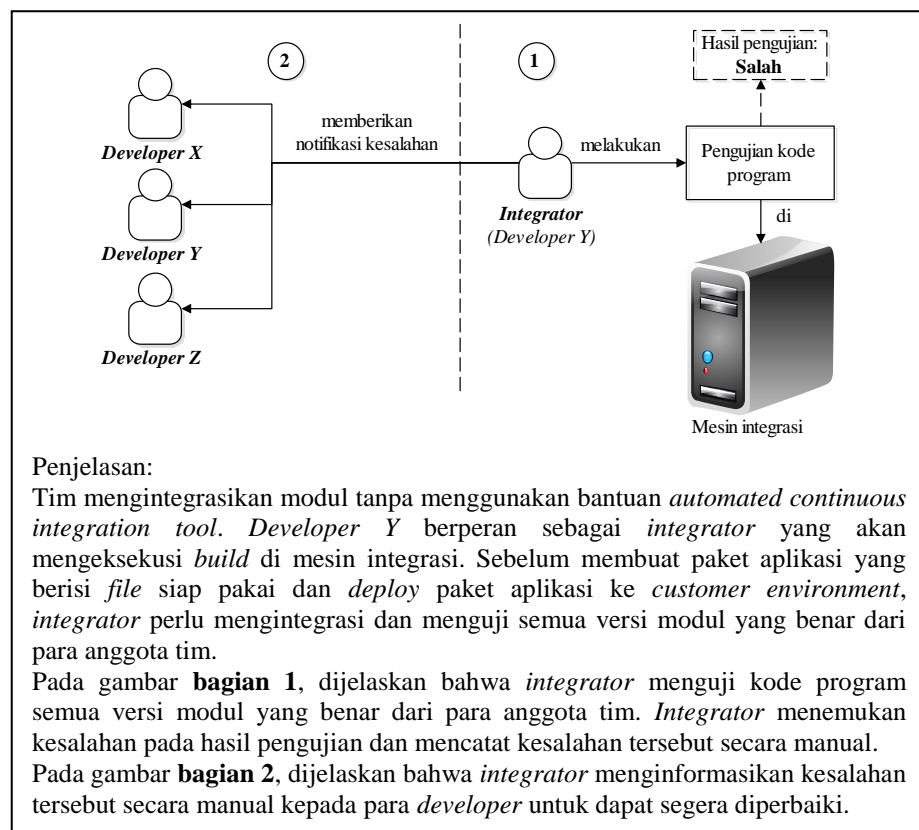 2
1
Hasil pengujian:
Salah
memberikan
notifikasi kesalahan
melakukan
Pengujian kode
program
Developer X
Integrator
(Developer Y)
di
Developer Y
Developer Z
Mesin integrasi
Penjelasan:
Tim mengintegrasikan modul tanpa menggunakan bantuan automated continuous
integration tool. Developer Y berperan sebagai integrator yang akan
mengeksekusi build di mesin integrasi. Sebelum membuat paket aplikasi yang
berisi file siap pakai dan deploy paket aplikasi ke customer environment,
integrator perlu mengintegrasi dan menguji semua versi modul yang benar dari
para anggota tim.
Pada gambar bagian 1, dijelaskan bahwa integrator menguji kode program
semua versi modul yang benar dari para anggota tim. Integrator menemukan
kesalahan pada hasil pengujian dan mencatat kesalahan tersebut secara manual.
Pada gambar bagian 2, dijelaskan bahwa integrator menginformasikan kesalahan
tersebut secara manual kepada para developer untuk dapat segera diperbaiki.